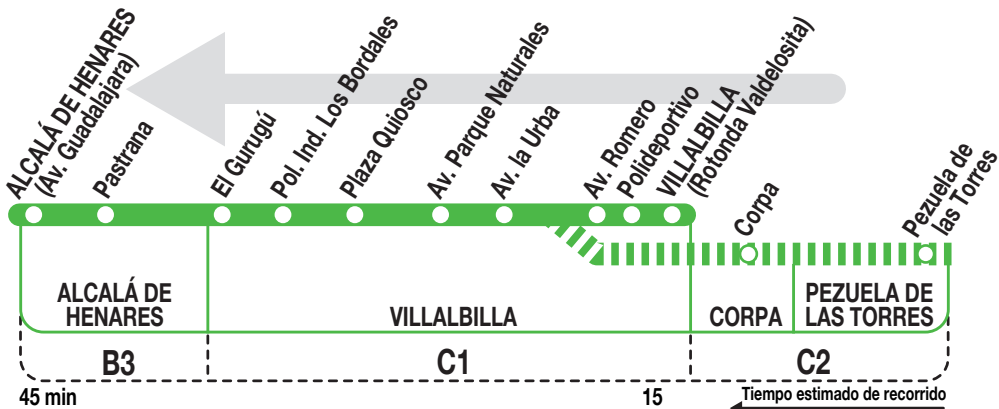 ALCALÁ DE HENARES
(Av. Guadalajara)
Pastrana
El Gurugú
Pol. Ind. Los Bordales
Plaza Quiosco
Av. Parque Naturales
Av. la Urba
Av. Romero
Polideportivo
VILLALBILLA
(Rotonda Valdelosita)
Corpa
Pezuela de
las Torres
ALCALÁ DE
HENARES
VILLALBILLA
CORPA
PEZUELA DE
LAS TORRES
B3
C1
C2
45 min
15
Tiempo estimado de recorrido